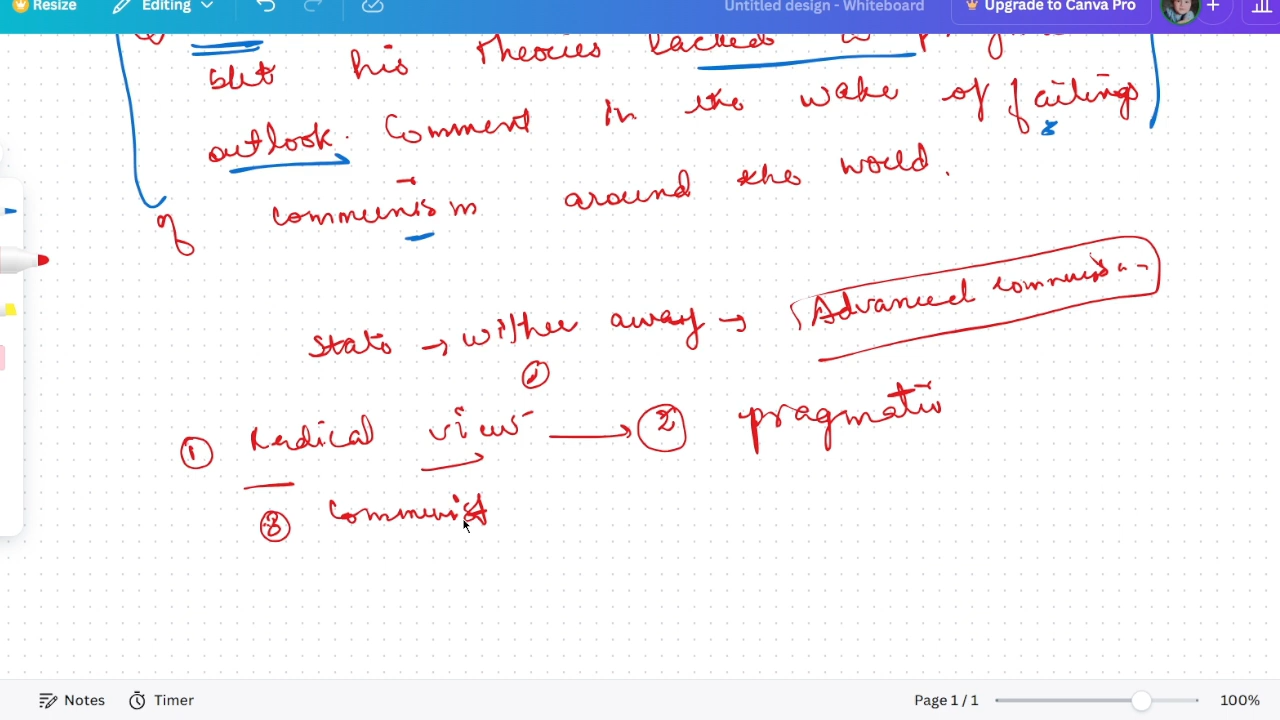 Resize Editing Untitled design - Whiteboard Upgrade to Canva Pro
but his theories lacked a
outlook. Comment in the wake of failings
of communism around the world.
State → wither away → Advanced communism
①
① Radical view → ② pragmatic
③ Communist
Notes Timer Page 1 / 1 100%